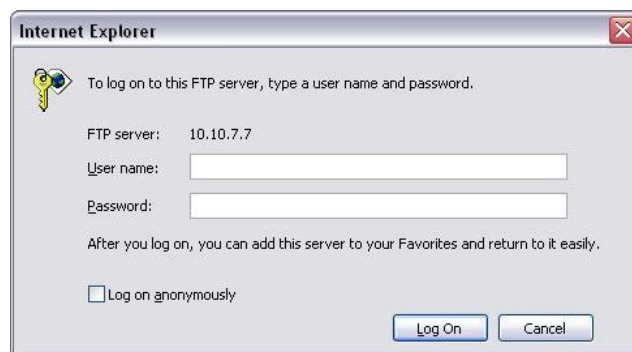 Internet Explorer
To log on to this FTP server, type a user name and password.
FTP server: 10.10.7.7
User name:
Password:
After you log on, you can add this server to your Favorites and return to it easily.
Log on anonymously
Log On Cancel